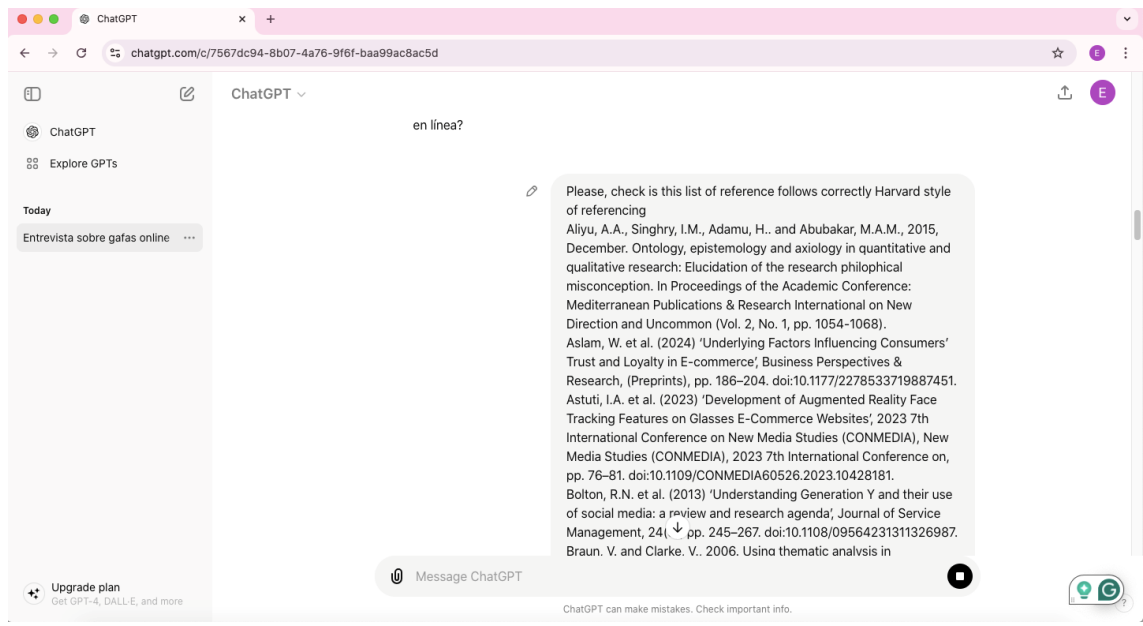 ChatGPT
chatgpt.com/c/7567dc94-8b07-4a76-9f6f-baa99ac8ac5d
E
ChatGPT
E
ChatGPT
Explore GPTs
Today
Entrevista sobre gafas online
en línea?
Please, check is this list of reference follows correctly Harvard style
of referencing
Aliyu, A.A., Singhry, I.M., Adamu, H.. and Abubakar, M.A.M., 2015,
December. Ontology, epistemology and axiology in quantitative and
qualitative research: Elucidation of the research philophical
misconception. In Proceedings of the Academic Conference:
Mediterranean Publications & Research International on New
Direction and Uncommon (Vol. 2, No. 1, pp. 1054-1068).
Aslam, W. et al. (2024) ‘Underlying Factors Influencing Consumers’
Trust and Loyalty in E-commerce’, Business Perspectives &
Research, (Preprints), pp. 186–204. doi:10.1177/2278533719887451.
Astuti, I.A. et al. (2023) ‘Development of Augmented Reality Face
Tracking Features on Glasses E-Commerce Websites’, 2023 7th
International Conference on New Media Studies (CONMEDIA), New
Media Studies (CONMEDIA), 2023 7th International Conference on,
pp. 76–81. doi:10.1109/CONMEDIA60526.2023.10428181.
Bolton, R.N. et al. (2013) ‘Understanding Generation Y and their use
of social media: a review and research agenda’, Journal of Service
Management, 24( pp. 245–267. doi:10.1108/09564231311326987.
Braun, V. and Clarke, V., 2006. Using thematic analysis in
Message ChatGPT
ChatGPT can make mistakes. Check important info.
Upgrade plan
Get GPT-4, DALL·E, and more
G
?